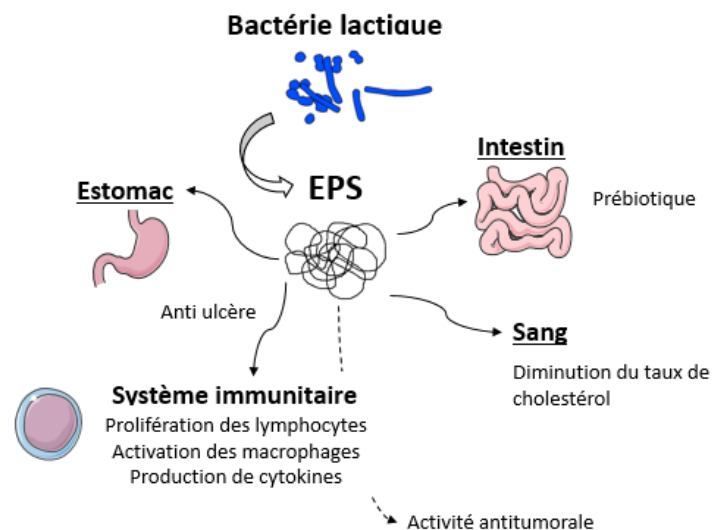 Bactérie lactique
EPS
Estomac
Intestin
Prébiotique
Anti ulcère
Sang
Diminution du taux de
cholestérol
Système immunitaire
Prolifération des lymphocytes
Activation des macrophages
Production de cytokines
Activité antitumorale